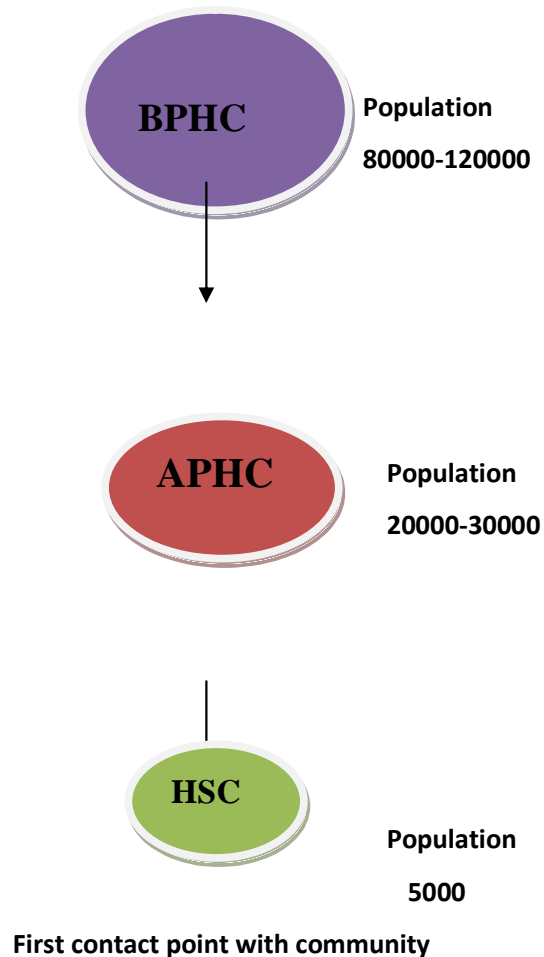 BPHC
Population
80000-120000
APHC
Population
20000-30000
HSC
Population
5000
First contact point with community